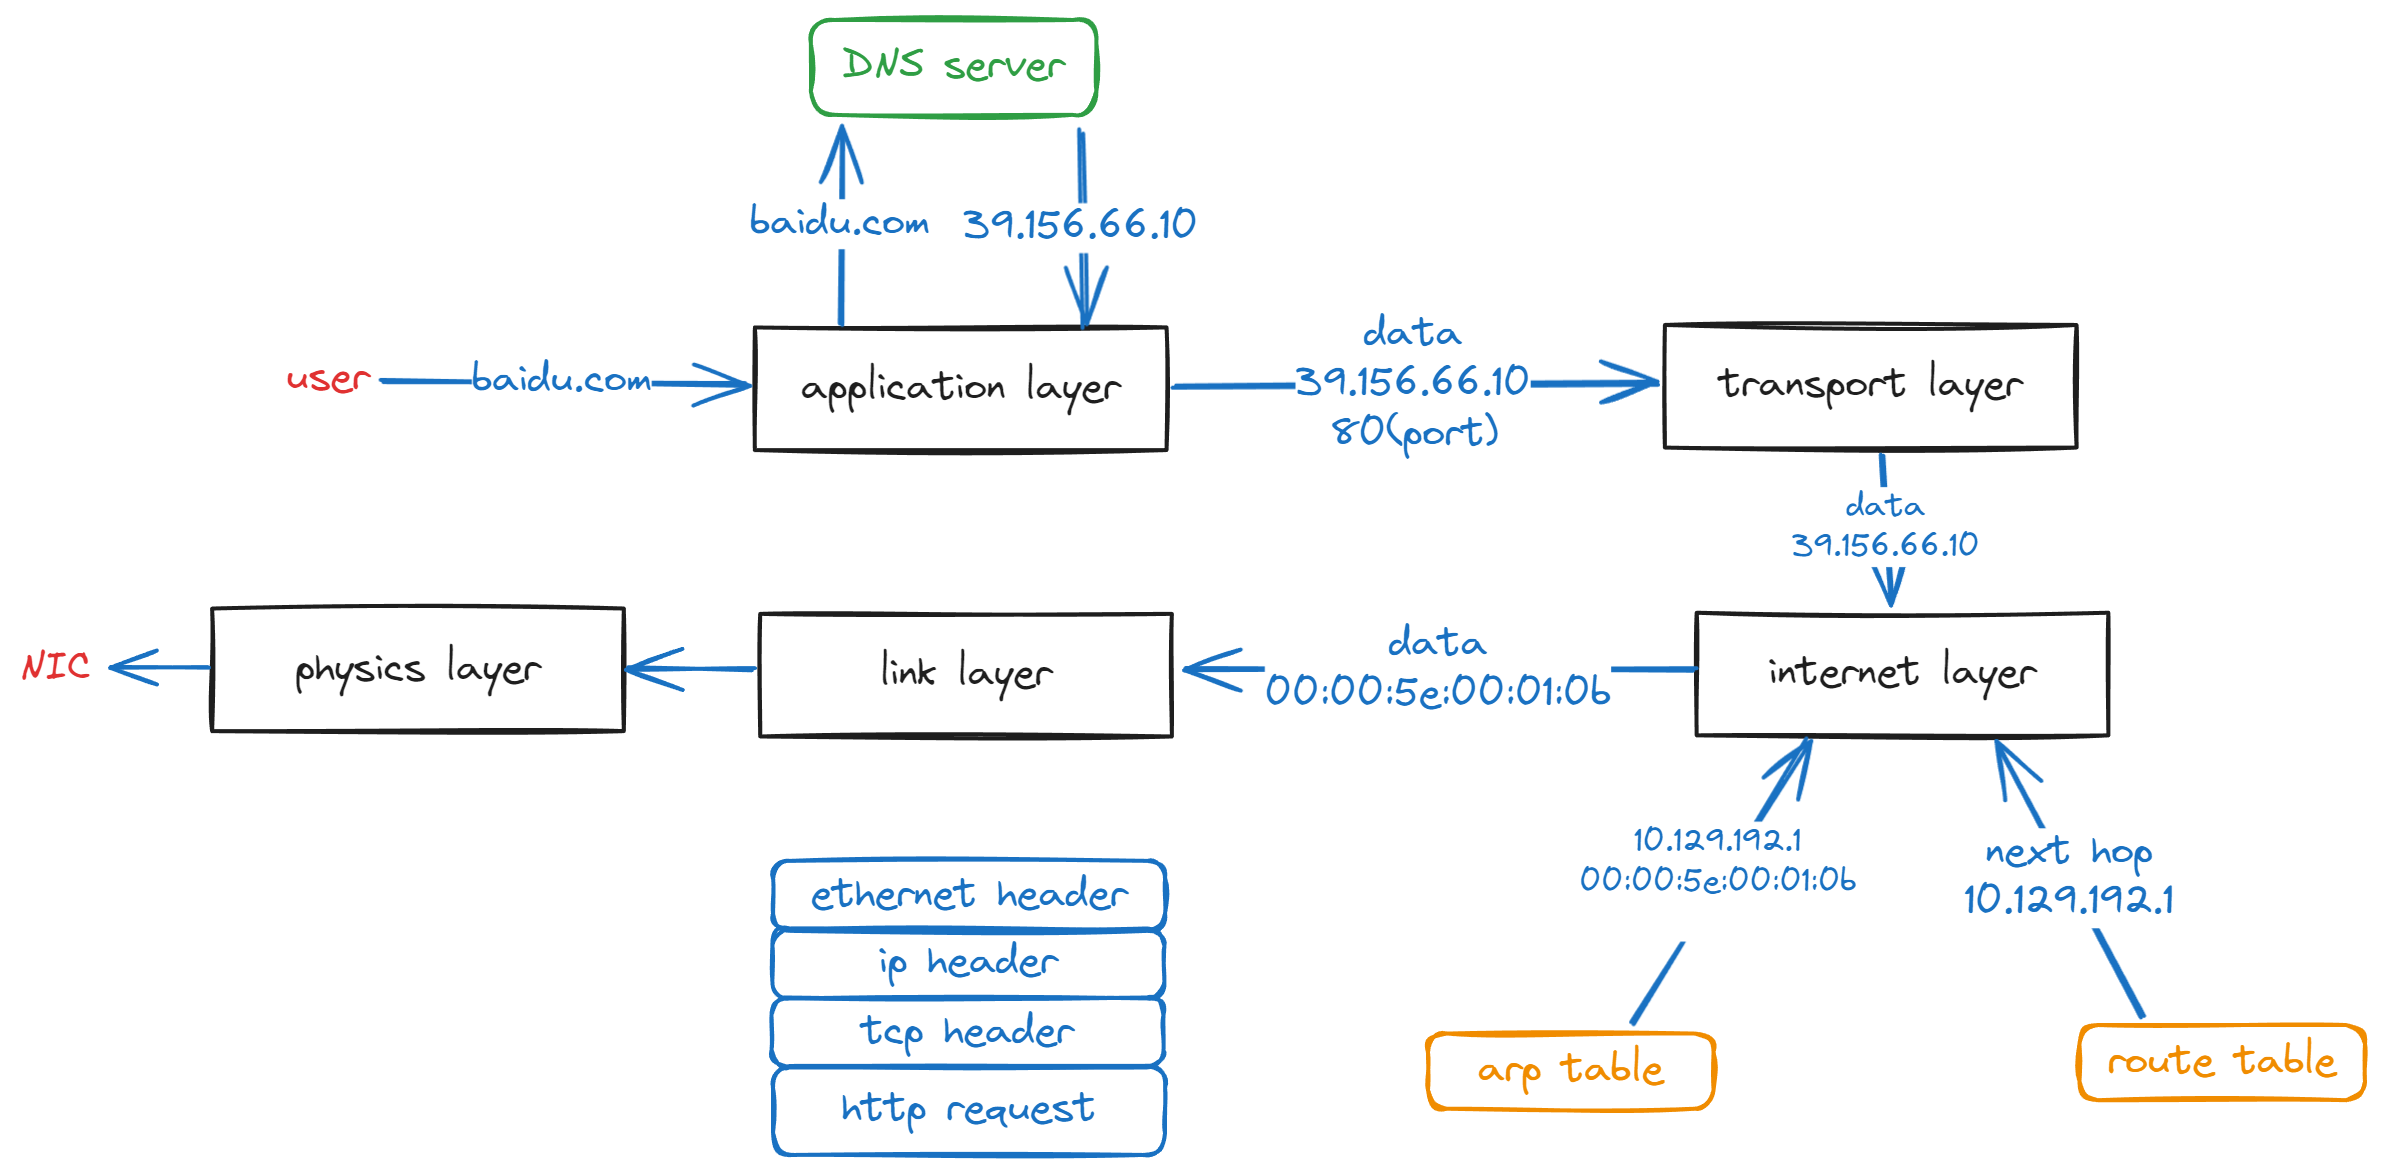 DNS server
baidu.com
39.156.66.10
user
baidu.com
application layer
data
39.156.66.10
80(port)
transport layer
data
39.156.66.10
NIC
physics layer
link layer
data
00:00:5e:00:01:0b
internet layer
10.129.192.1
00:00:5e:00:01:0b
next hop
10.129.192.1
ethernet header
ip header
tcp header
http request
arp table
route table